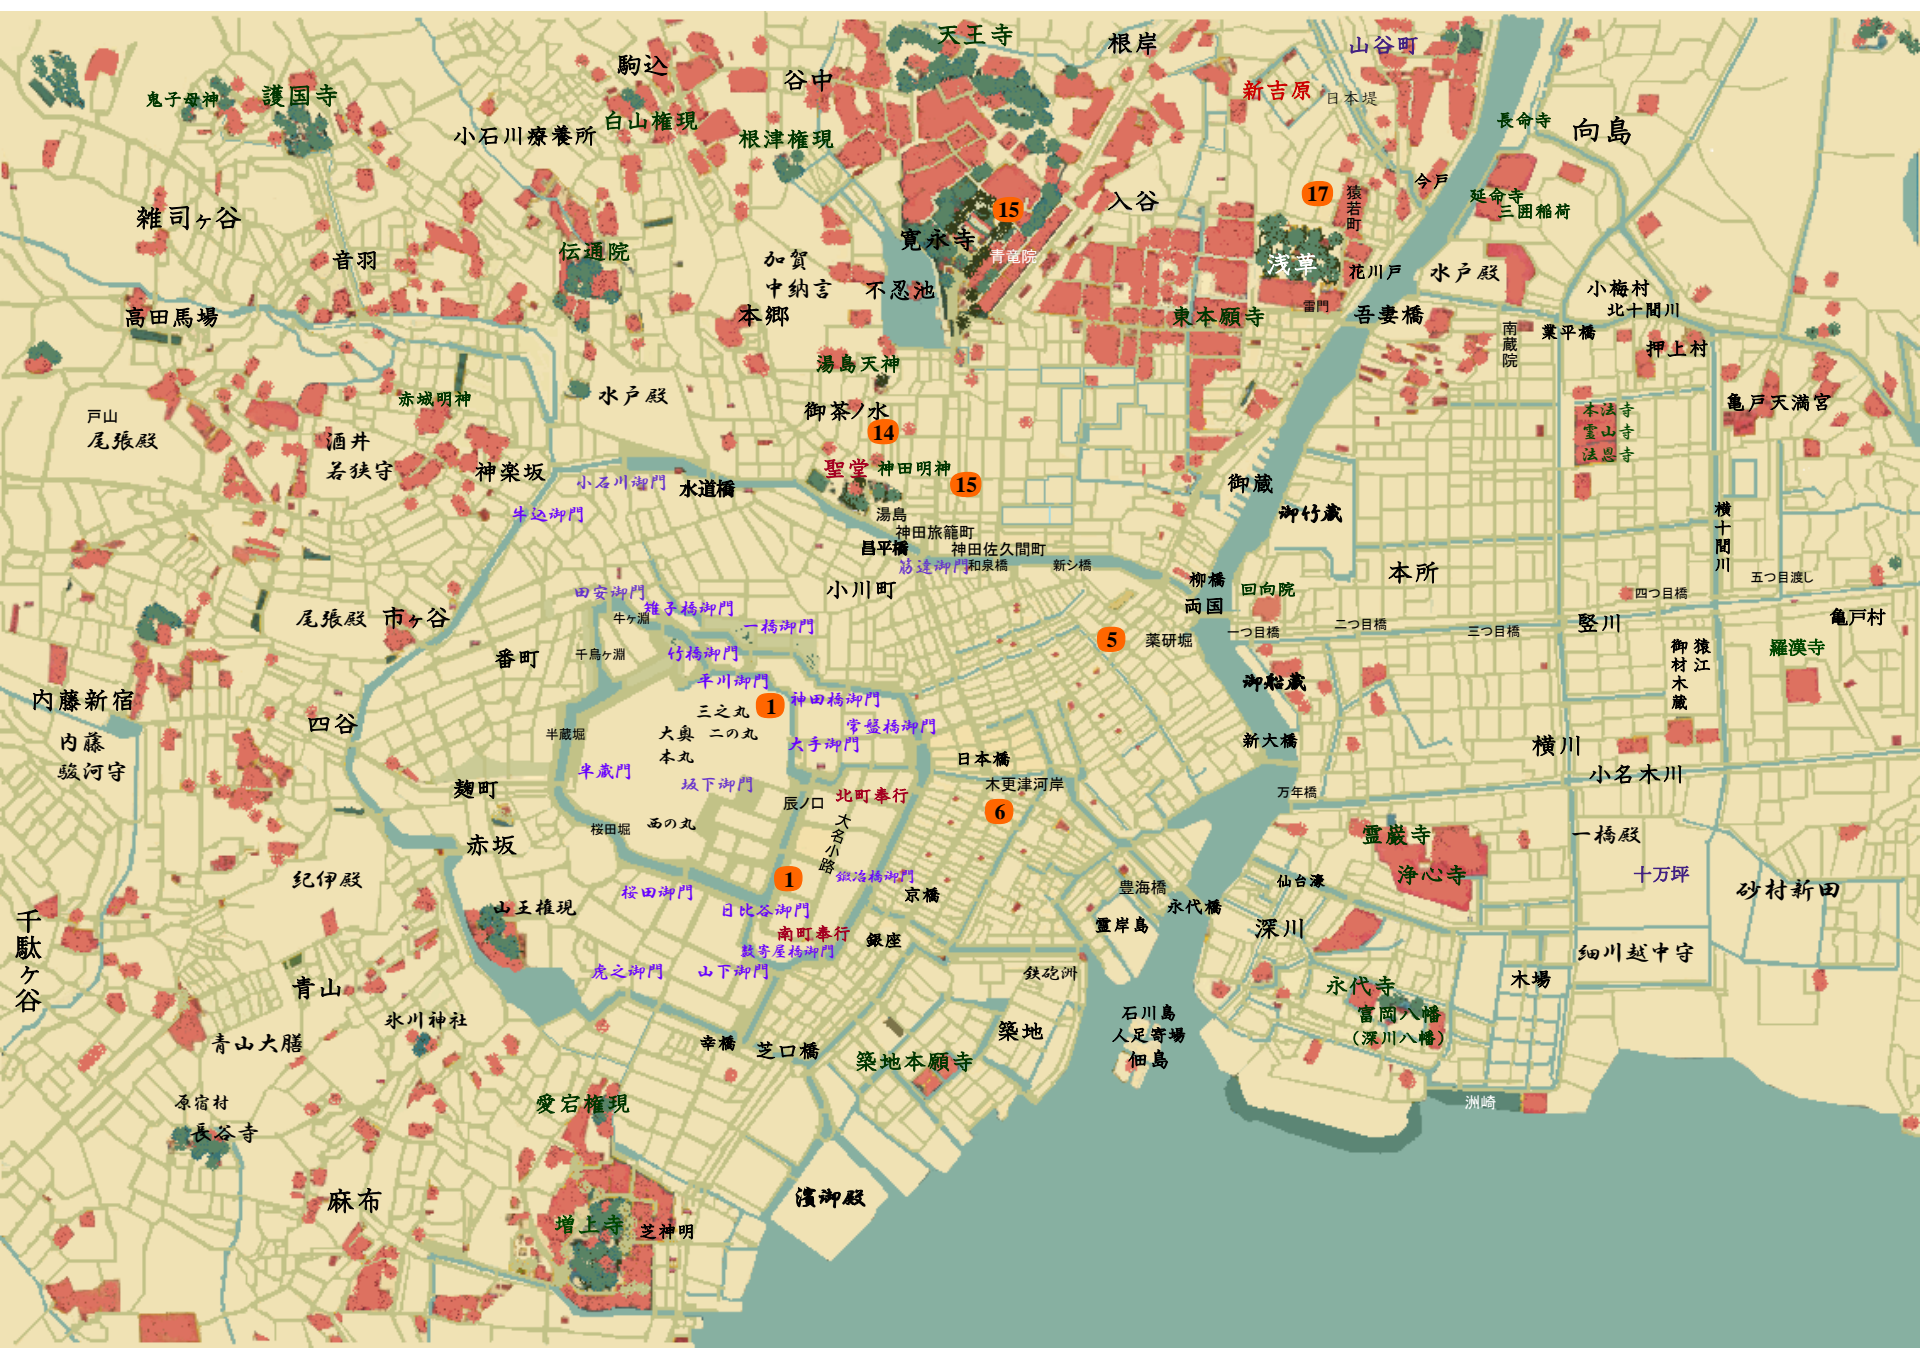 天王寺
根岸
山谷町
駒込
谷中
新吉原
日本堤
鬼子母神
護国寺
白山権現
小石川療養所
根津権現
長命寺
向島
雑司ヶ谷
17
猿若町
今戸
延命寺
三囲稲荷
入谷
15
寛永寺
青竜院
音羽
伝通院
加賀
中納言
本郷
不忍池
浅草
花川戸
水戸殿
小梅村
北十間川
高田馬場
東本願寺
雷門
吾妻橋
南蔵院
業平橋
押上村
湯島天神
赤城明神
水戸殿
御茶ノ水
14
戸山
尾張殿
酒井
若狭守
本法寺
霊山寺
法恩寺
亀戸天満宮
神楽坂
小石川御門
水道橋
聖堂
神田明神
15
御蔵
御竹蔵
牛込御門
湯島
神田旅籠町
昌平橋
神田佐久間町
筋違御門
和泉橋
新シ橋
横十間川
本所
柳橋
両国
回向院
五つ目渡し
四つ目橋
亀戸村
小川町
田安御門
雉子橋御門
牛ヶ淵
一橋御門
尾張殿
市ヶ谷
5
薬研堀
一つ目橋
二つ目橋
三つ目橋
竪川
番町
千鳥ヶ淵
竹橋御門
猿江
御材木蔵
羅漢寺
平川御門
御船蔵
内藤新宿
四谷
三之丸
1
神田橋御門
内藤
駿河守
半蔵堀
大奥
二の丸
常盤橋御門
大手御門
本丸
新大橋
横川
日本橋
半蔵門
坂下御門
木更津河岸
小名木川
麹町
辰ノ口
北町奉行
6
万年橋
桜田堀
西の丸
大名小路
霊巌寺
一橋殿
赤坂
浄心寺
十万坪
砂村新田
紀伊殿
1
鍛冶橋御門
京橋
豊海橋
仙台濠
桜田御門
日比谷御門
永代橋
山王権現
霊岸島
深川
千駄ヶ谷
南町奉行
銀座
数寄屋橋御門
細川越中守
虎之御門
山下御門
鉄砲洲
木場
青山
永代寺
富岡八幡
(深川八幡)
石川島
人足寄場
佃島
氷川神社
青山大膳
幸橋
芝口橋
築地
築地本願寺
原宿村
長谷寺
愛宕権現
洲崎
麻布
濱御殿
増上寺
芝神明